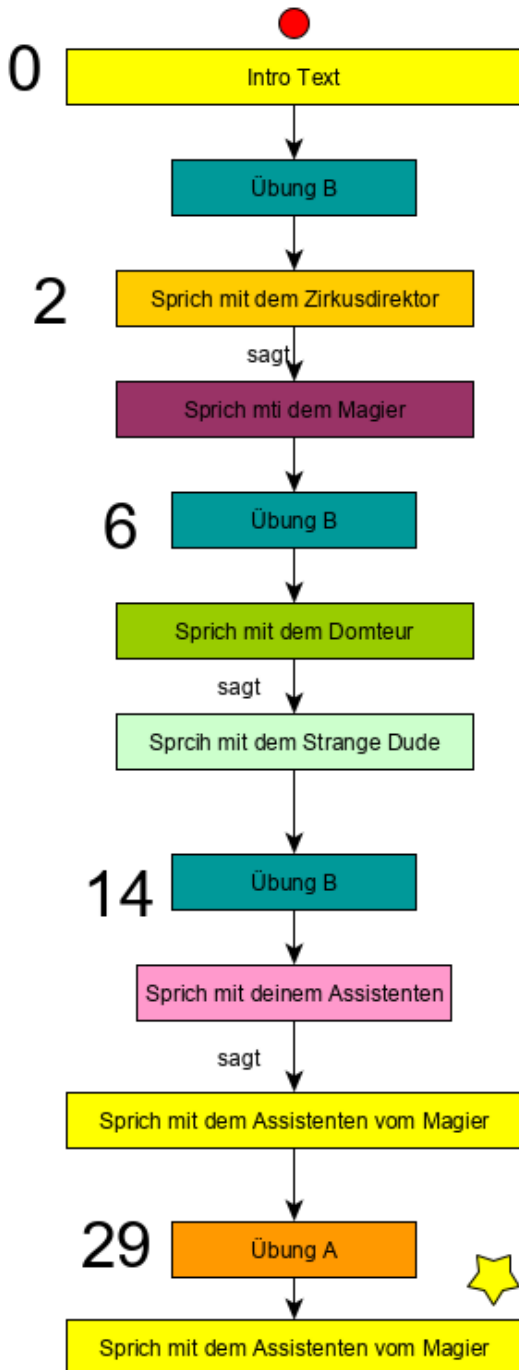 0
Intro Text
Übung B
2
Sprich mit dem Zirkusdirektor
sagt
Sprich mti dem Magier
6
Übung B
Sprich mit dem Domteur
sagt
Sprcih mit dem Strange Dude
14
Übung B
Sprich mit deinem Assistenten
sagt
Sprich mit dem Assistenten vom Magier
29
Übung A
Sprich mit dem Assistenten vom Magier